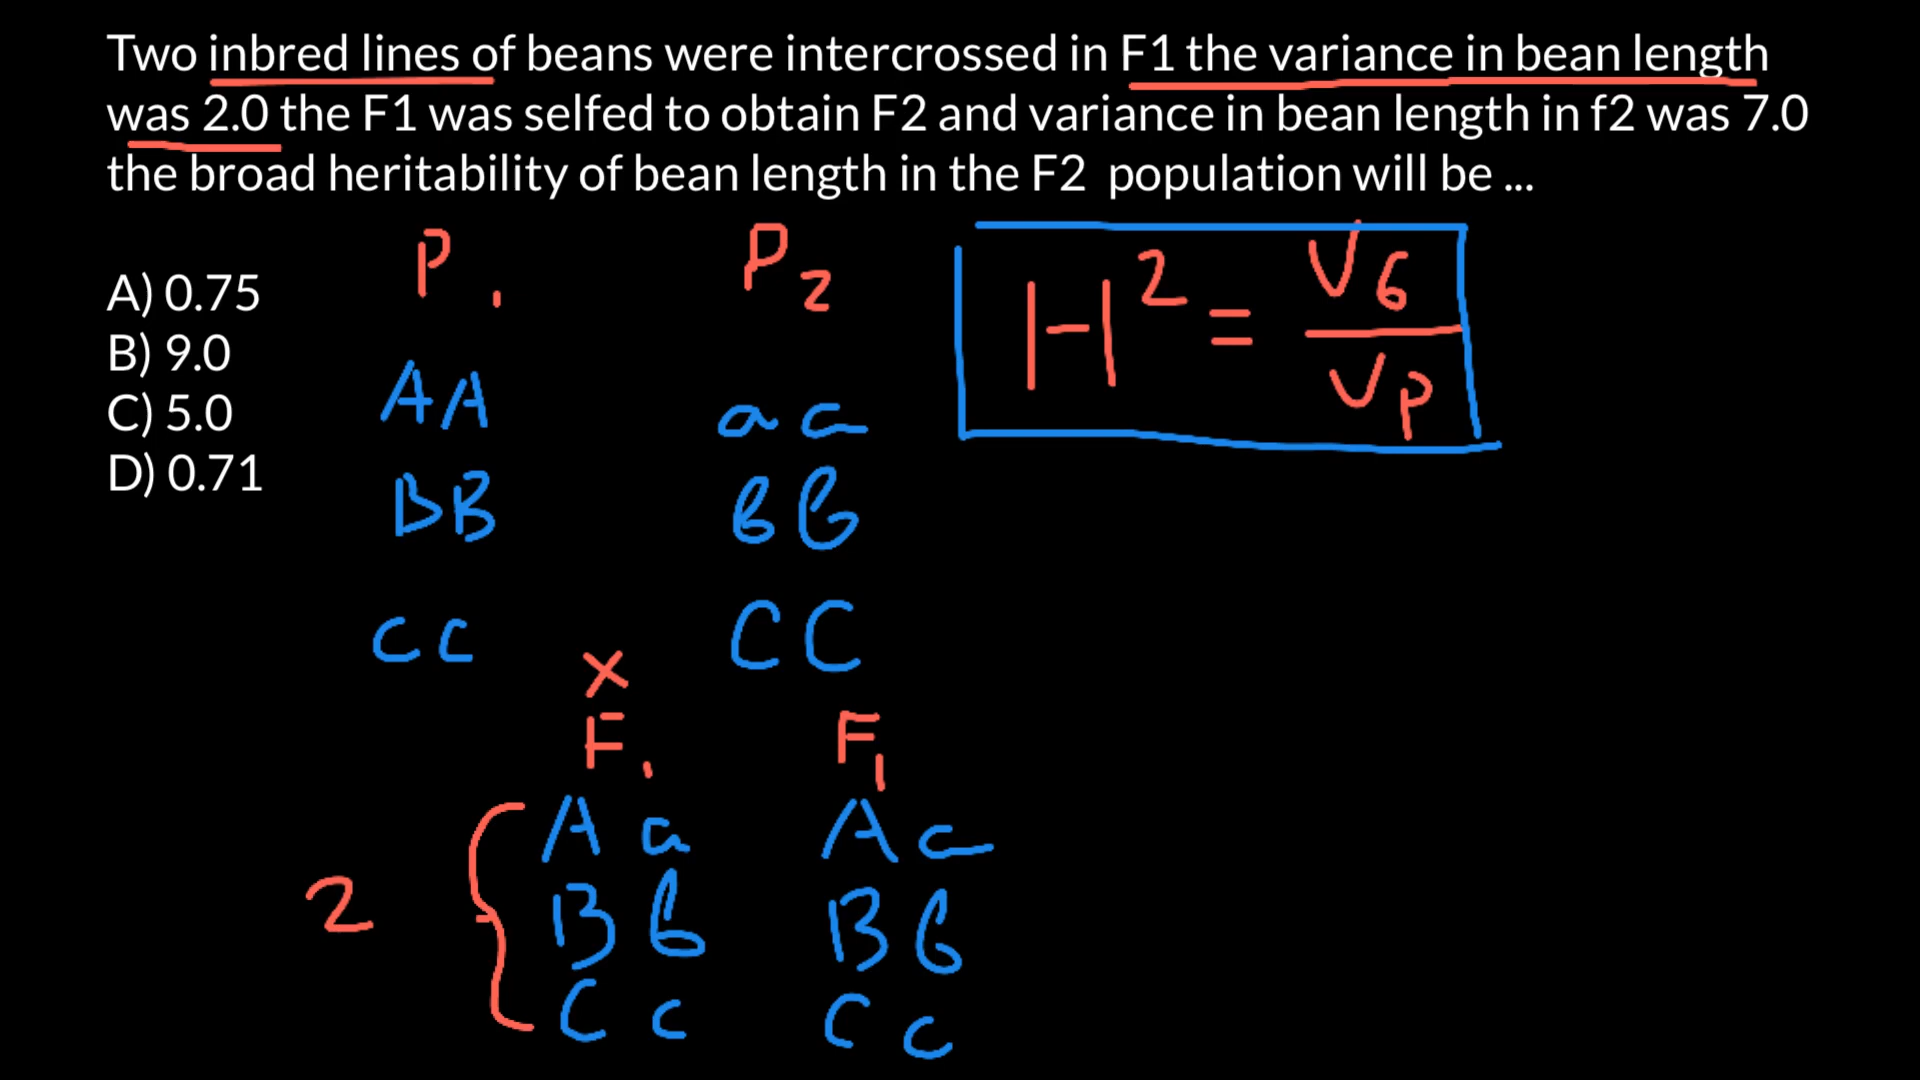 Two inbred lines of beans were intercrossed in F1 the variance in bean length
was 2.0 the F1 was selfed to obtain F2 and variance in bean length in f2 was 7.0
the broad heritability of bean length in the F2 population will be ...
A) 0.75
B) 9.0
C) 5.0
D) 0.71
P1 P2
AA aa
BB bb
cc CC
H² = VG / VP
x
F1 F1
Aa Aa
2 Bb Bb
Cc Cc